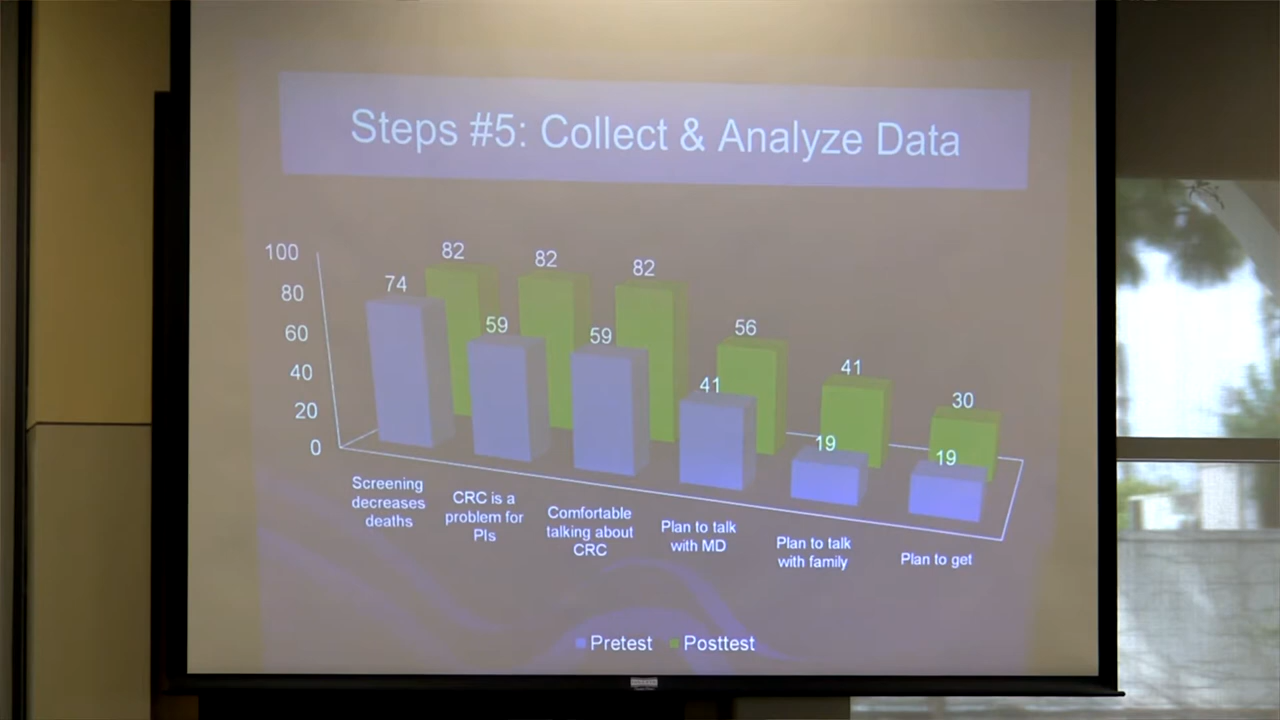 Steps #5: Collect & Analyze Data
100
80
60
40
20
0
74
82
59
82
59
82
41
56
19
41
19
30
Screening
decreases
deaths
CRC is a
problem for
PIs
Comfortable
talking about
CRC
Plan to talk
with MD
Plan to talk
with family
Plan to get
Pretest
Posttest